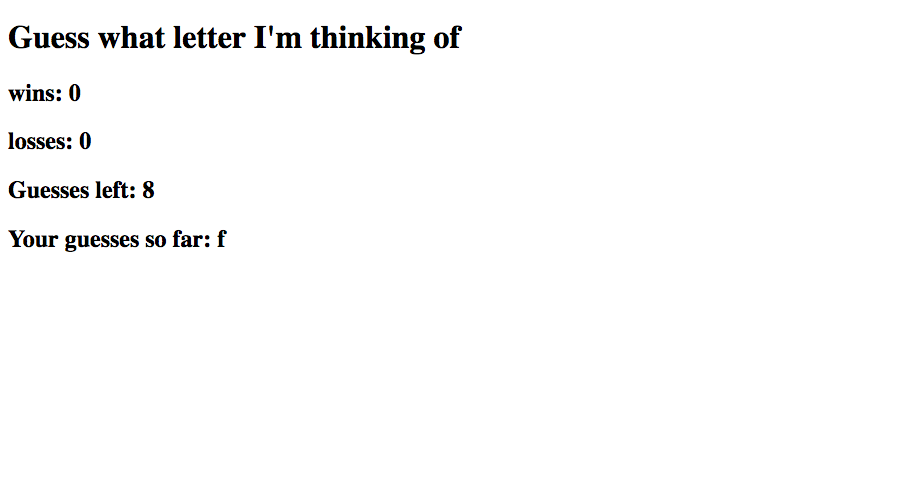 Guess what letter I'm thinking of
wins: 0
losses: 0
Guesses left: 8
Your guesses so far: f